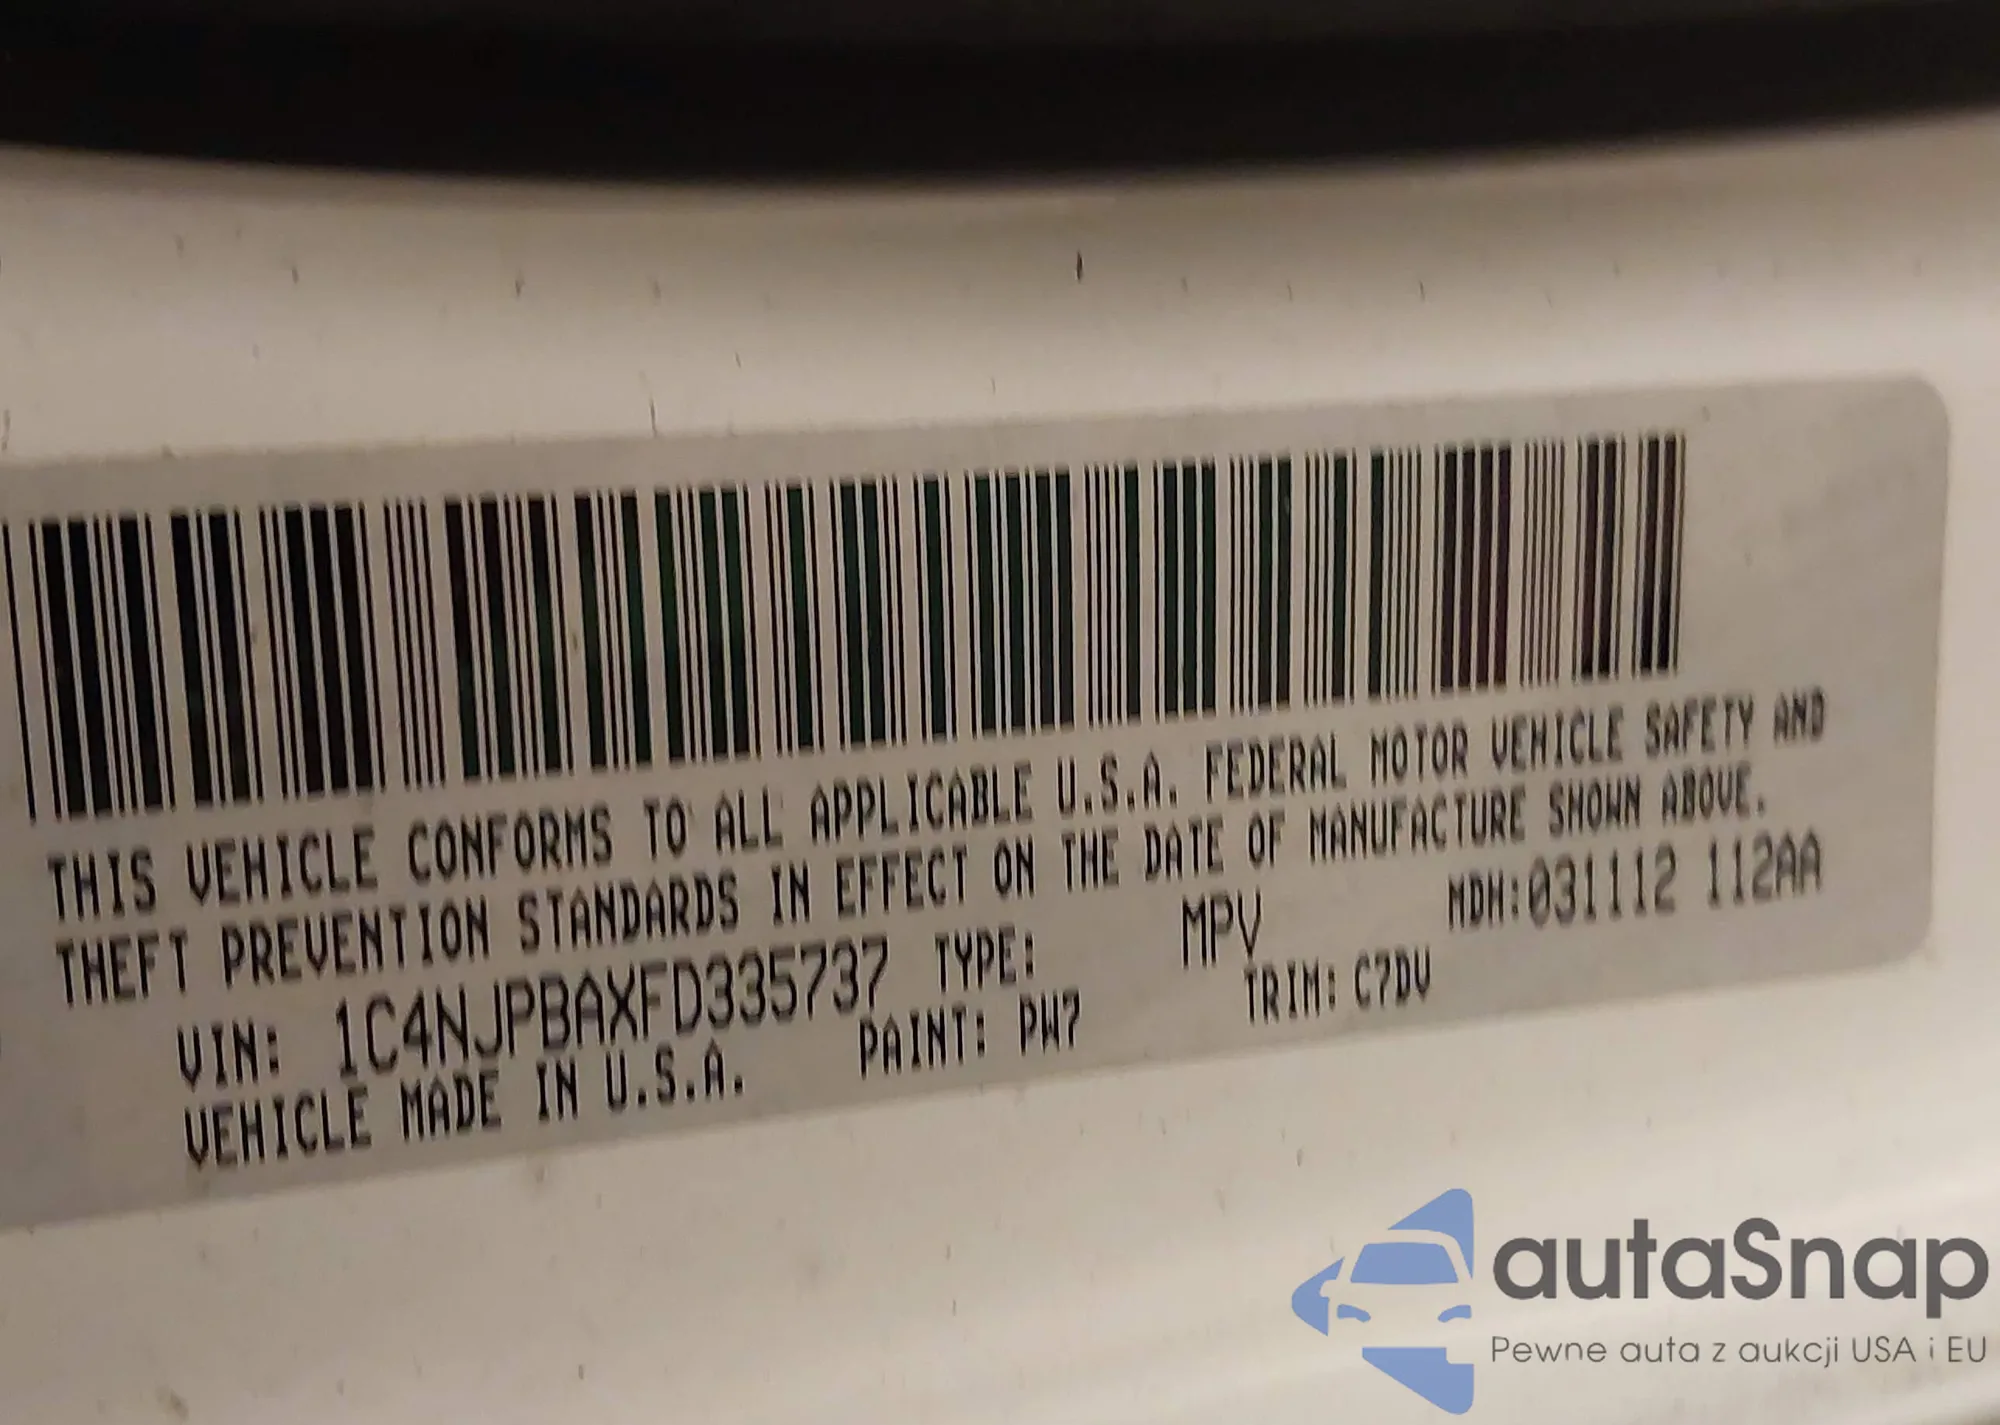 THIS VEHICLE CONFORMS TO ALL APPLICABLE U.S.A. FEDERAL MOTOR VEHICLE SAFETY AND
THEFT PREVENTION STANDARDS IN EFFECT ON THE DATE OF MANUFACTURE SHOWN ABOVE.
MDH:031112 112AA
VIN: 1C4NJPBAXFD335737 TYPE: MPV
VEHICLE MADE IN U.S.A. PAINT: PW7 TRIM: C7DV
autaSnap
Pewne auta z aukcji USA i EU